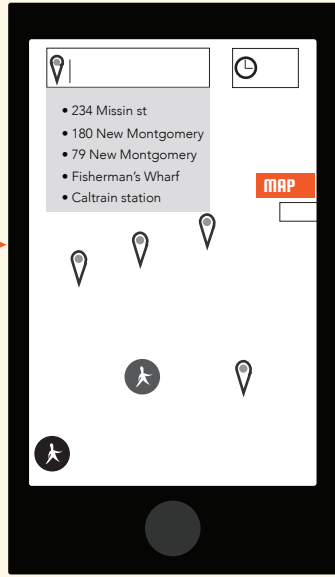 • 234 Missin st
• 180 New Montgomery
• 79 New Montgomery
• Fisherman's Wharf
• Caltrain station
MAP